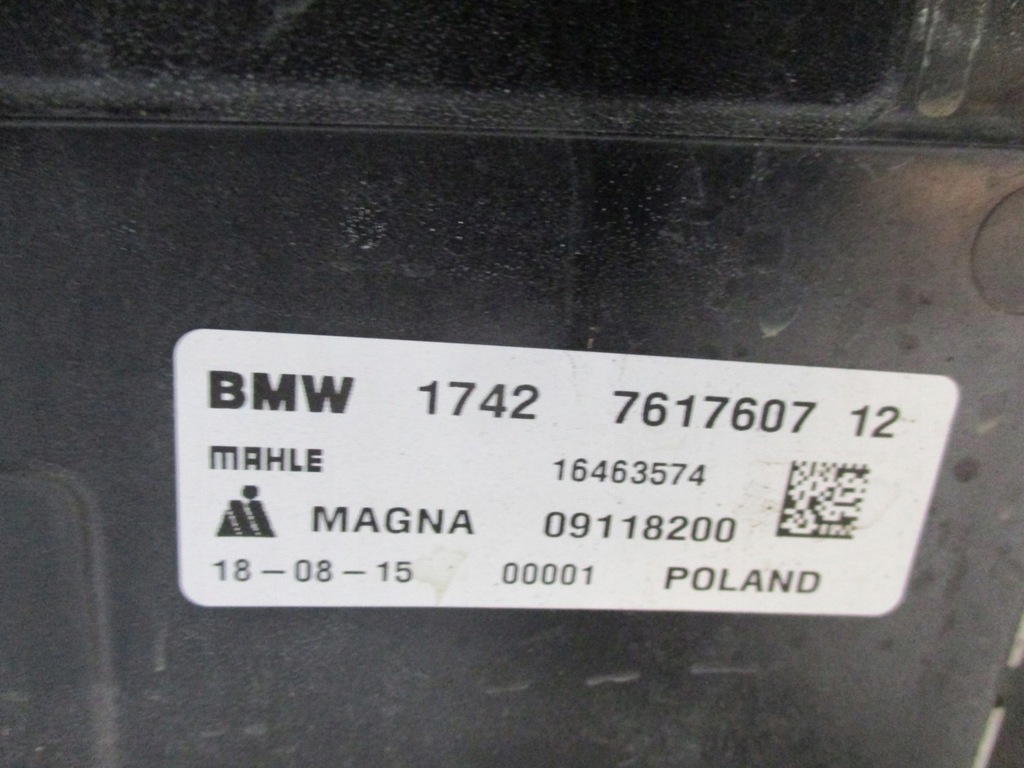 BMW 1742 7617607 12
MAHLE 16463574
MAGNA 09118200
18-08-15 00001 POLAND